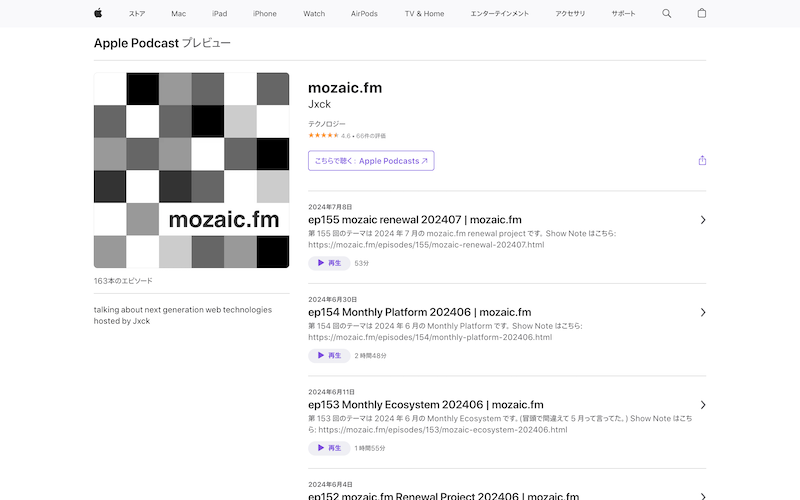 ストア Mac iPad iPhone Watch AirPods TV & Home エンターテインメント アクセサリ サポート
Apple Podcast プレビュー
mozaic.fm
163本のエピソード
talking about next generation web technologies
hosted by Jxck
mozaic.fm
Jxck
テクノロジー
4.6 • 66件の評価
こちらで聴く: Apple Podcasts ↗
2024年7月8日
ep155 mozaic renewal 202407 | mozaic.fm
第 155 回のテーマは 2024 年 7 月の mozaic.fm renewal project です。 Show Note はこちら:
https://mozaic.fm/episodes/155/mozaic-renewal-202407.html
再生 53分
2024年6月30日
ep154 Monthly Platform 202406 | mozaic.fm
第 154 回のテーマは 2024 年 6 月の Monthly Platform です。 Show Note はこちら:
https://mozaic.fm/episodes/154/monthly-platform-202406.html
再生 2 時間48分
2024年6月11日
ep153 Monthly Ecosystem 202406 | mozaic.fm
第 153 回のテーマは 2024 年 6 月の Monthly Ecosystem です。(冒頭で間違えて 5 月って言ってた。) Show Note はこち
ら: https://mozaic.fm/episodes/153/mozaic-ecosystem-202406.html
再生 1 時間55分
2024年6月4日
ep152 mozaic.fm Renewal Project 202406 | mozaic.fm